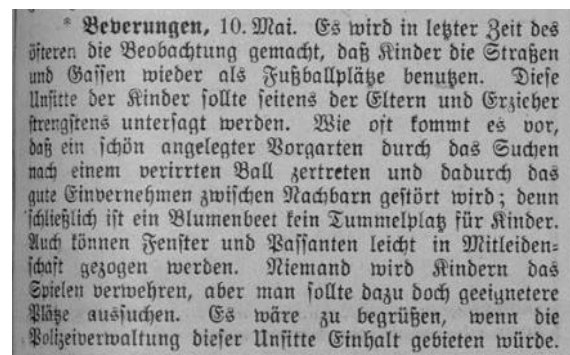 * Beverungen, 10. Mai. Es wird in letzter Zeit des
öfteren die Beobachtung gemacht, daß Kinder die Straßen
und Gassen wieder als Fußballplätze benutzen. Diese
Unsitte der Kinder sollte seitens der Eltern und Erzieher
strengstens untersagt werden. Wie oft kommt es vor,
daß ein schön angelegter Vorgarten durch das Suchen
nach einem verirrten Ball zertreten und dadurch das
gute Einvernehmen zwischen Nachbarn gestört wird; denn
schließlich ist ein Blumenbeet kein Tummelplatz für Kinder.
Auch können Fenster und Passanten leicht in Mitleiden-
schaft gezogen werden. Niemand wird Kindern das
Spielen verwehren, aber man sollte dazu doch geeignetere
Plätze aussuchen. Es wäre zu begrüßen, wenn die
Polizeiverwaltung dieser Unsitte Einhalt gebieten würde.